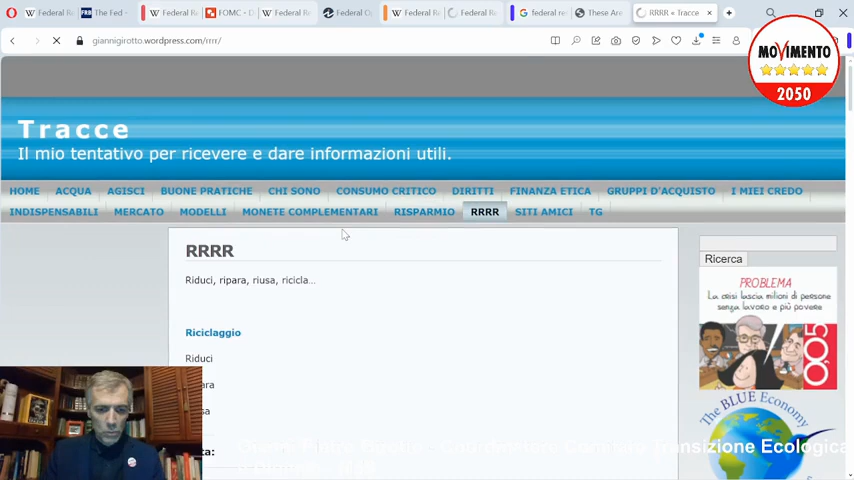 Federal Re
The Fed -
Federal Re
FOMC - D
Federal Re
Federal O
Federal Re
Federal Re
federal re
These Are
RRRR « Tracce
giannigirotto.wordpress.com/rrrr/
MOVIMENTO
2050
Tracce
Il mio tentativo per ricevere e dare informazioni utili.
HOME ACQUA AGISCI BUONE PRATICHE CHI SONO CONSUMO CRITICO DIRITTI FINANZA ETICA GRUPPI D'ACQUISTO I MIEI CREDO
INDISPENSABILI MERCATO MODELLI MONETE COMPLEMENTARI RISPARMIO RRRR SITI AMICI TG
RRRR
Riduci, ripara, riusa, ricicla...
Riciclaggio
Riduci
Ricerca
PROBLEMA
La crisi lascia milioni di persone
senza lavoro e più povere
0,05
The BLUE Economy
Transizione Ecologica